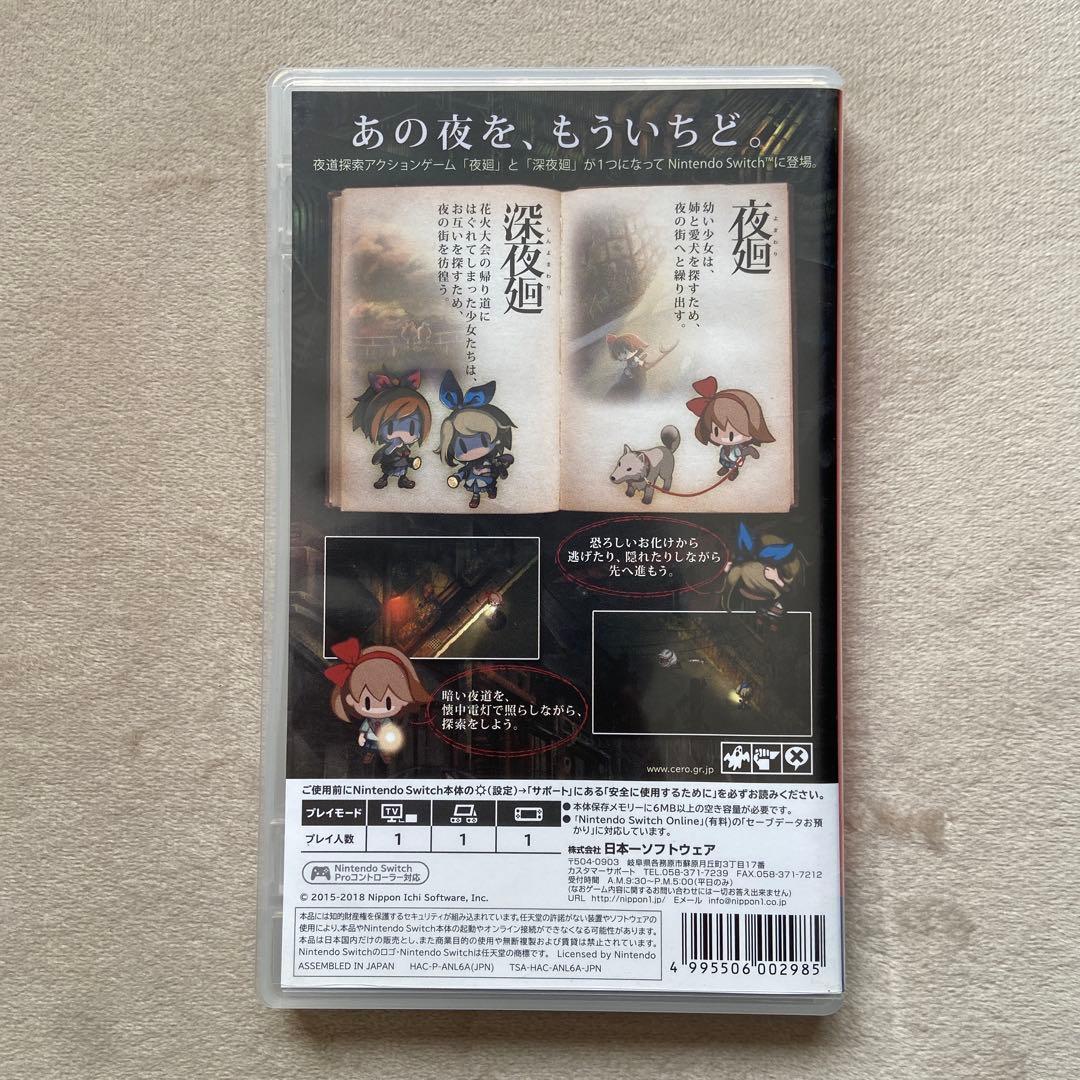 あの夜を、もういちど。
夜道探索アクションゲーム「夜廻」と「深夜廻」が1つになって Nintendo Switch™に登場。
夜廻
よまわり
幼い少女は、
姉と愛犬を探すため、
夜の街へと繰り出す。
深夜廻
しんよまわり
花火大会の帰り道に
はぐれてしまった少女たちは、
お互いを探すため、
夜の街を彷徨う。
恐ろしいお化けから
逃げたり、隠れたりしながら
先へ進もう。
暗い夜道を、
懐中電灯で照らしながら、
探索をしよう。
www.cero.gr.jp
ご使用前にNintendo Switch本体の(設定)→「サポート」にある「安全に使用するために」を必ずお読みください。
プレイモード TV
プレイ人数 1 1 1
●本体保存メモリーに6MB以上の空き容量が必要です。
●「Nintendo Switch Online」(有料)の「セーブデータお預
かり」に対応しています。
Nintendo Switch
Proコントローラー対応
株式会社 日本一ソフトウェア
〒504-0903 岐阜県各務原市蘇原月丘町3丁目17番
カスタマーサポート TEL.058-371-7239 FAX.058-371-7212
受付時間 A.M.9:30～P.M.5:00(平日のみ)
(なおゲーム内容に関するお問い合わせには一切お答え出来ません)
URL http://nippon1.jp/ Eメール info@nippon1.co.jp
© 2015-2018 Nippon Ichi Software, Inc.
本品には知的財産権を保護するセキュリティが組み込まれています。任天堂の許諾がない装置やソフトウェアの
使用により、本品やNintendo Switch本体の起動やオンライン接続ができなくなる可能性があります。
本品は日本国内だけの販売とし、また商業目的の使用や無断複製および賃貸は禁止されています。
Nintendo Switchのロゴ・Nintendo Switchは任天堂の商標です。 Licensed by Nintendo
ASSEMBLED IN JAPAN HAC-P-ANL6A(JPN) TSA-HAC-ANL6A-JPN
4 995506 002985